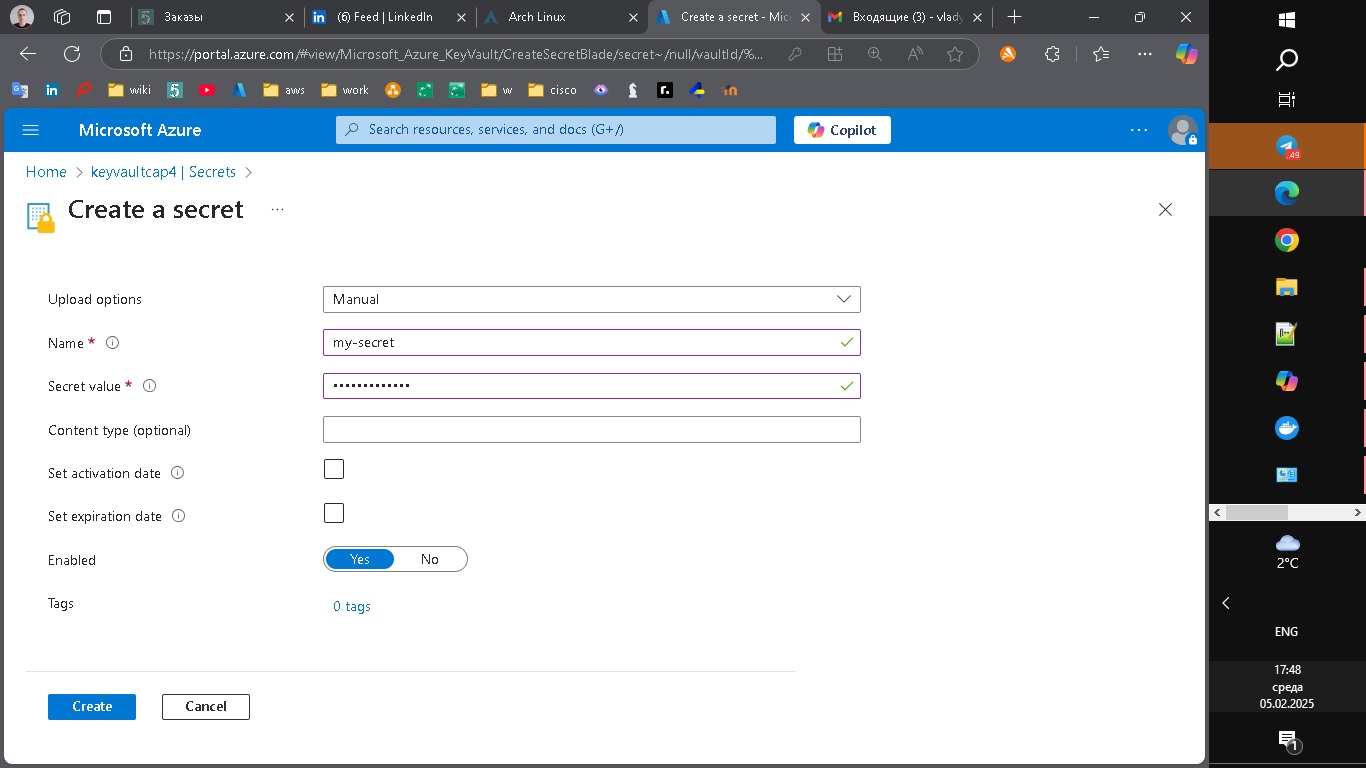 Заказы
(6) Feed | LinkedIn
Arch Linux
Create a secret - Micr
Входящие (3) - vlady
https://portal.azure.com/#view/Microsoft_Azure_KeyVault/CreateSecretBlade/secret~/null/vaultId/%...
wiki
aws
work
w
cisco
in
Microsoft Azure
Search resources, services, and docs (G+/)
Copilot
Home > keyvaultcap4 | Secrets >
Create a secret
...
Upload options
Manual
Name *
my-secret
Secret value *
•••••••••••••
Content type (optional)
Set activation date
Set expiration date
Enabled
Yes
No
Tags
0 tags
Create
Cancel
.49
2°C
ENG
17:48
среда
05.02.2025
1